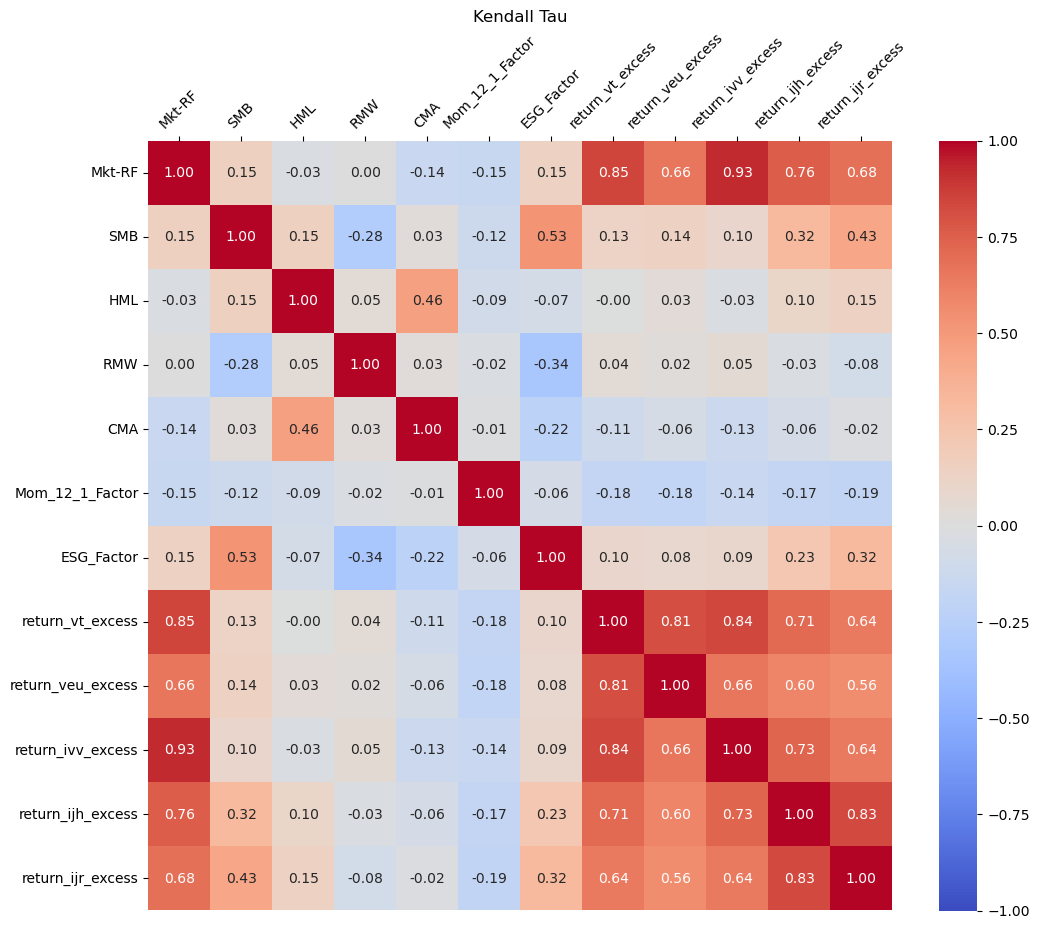 Kendall Tau
Mkt-RF SMB HML RMW CMA Mom_12_1_Factor ESG_Factor return_vt_excess return_veu_excess return_ivv_excess return_ijh_excess return_ijr_excess
Mkt-RF 1.00 0.15 -0.03 0.00 -0.14 -0.15 0.15 0.85 0.66 0.93 0.76 0.68
SMB 0.15 1.00 0.15 -0.28 0.03 -0.12 0.53 0.13 0.14 0.10 0.32 0.43
HML -0.03 0.15 1.00 0.05 0.46 -0.09 -0.07 -0.00 0.03 -0.03 0.10 0.15
RMW 0.00 -0.28 0.05 1.00 0.03 -0.02 -0.34 0.04 0.02 0.05 -0.03 -0.08
CMA -0.14 0.03 0.46 0.03 1.00 -0.01 -0.22 -0.11 -0.06 -0.13 -0.06 -0.02
Mom_12_1_Factor -0.15 -0.12 -0.09 -0.02 -0.01 1.00 -0.06 -0.18 -0.18 -0.14 -0.17 -0.19
ESG_Factor 0.15 0.53 -0.07 -0.34 -0.22 -0.06 1.00 0.10 0.08 0.09 0.23 0.32
return_vt_excess 0.85 0.13 -0.00 0.04 -0.11 -0.18 0.10 1.00 0.81 0.84 0.71 0.64
return_veu_excess 0.66 0.14 0.03 0.02 -0.06 -0.18 0.08 0.81 1.00 0.66 0.60 0.56
return_ivv_excess 0.93 0.10 -0.03 0.05 -0.13 -0.14 0.09 0.84 0.66 1.00 0.73 0.64
return_ijh_excess 0.76 0.32 0.10 -0.03 -0.06 -0.17 0.23 0.71 0.60 0.73 1.00 0.83
return_ijr_excess 0.68 0.43 0.15 -0.08 -0.02 -0.19 0.32 0.64 0.56 0.64 0.83 1.00
1.00
0.75
0.50
0.25
0.00
−0.25
−0.50
−0.75
−1.00